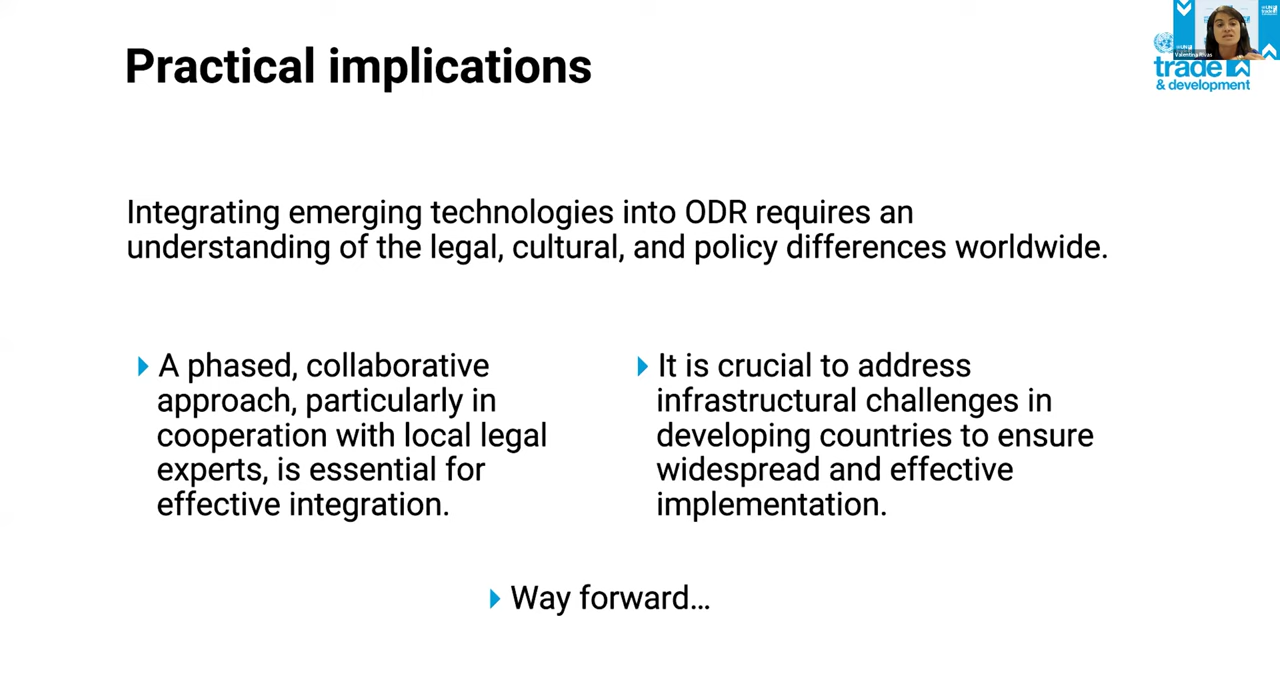 Practical implications
Valentina Rivas
trade
& development
Integrating emerging technologies into ODR requires an
understanding of the legal, cultural, and policy differences worldwide.
A phased, collaborative
approach, particularly in
cooperation with local legal
experts, is essential for
effective integration.
It is crucial to address
infrastructural challenges in
developing countries to ensure
widespread and effective
implementation.
Way forward…